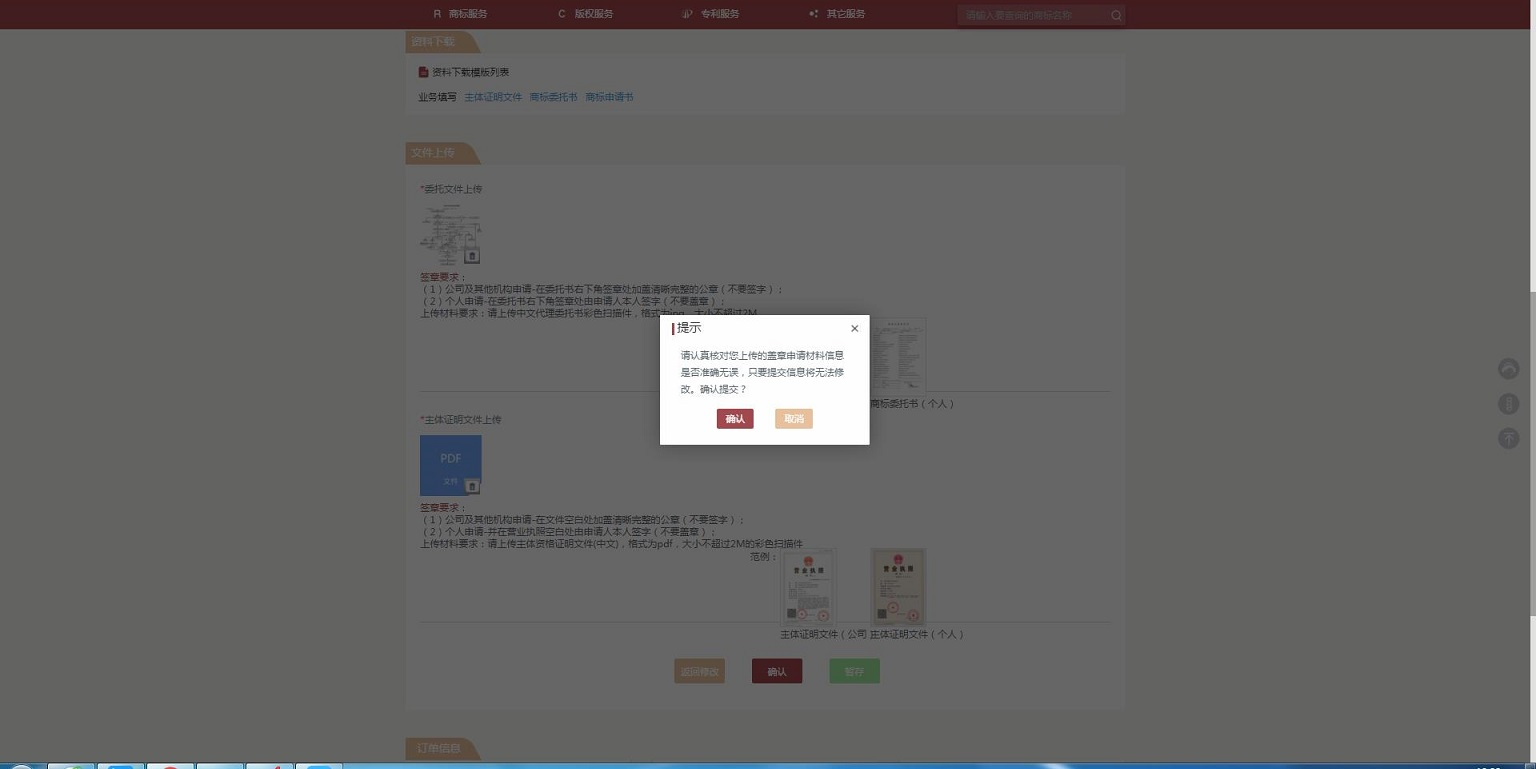 R 商标服务
C 版权服务
专利服务
其它服务
请输入要查询的商标名称
资料下载
资料下载模版列表
业务填写 主体证明文件 商标委托书 商标申请书
文件上传
*委托文件上传
签章要求：
（1）公司及其他机构申请-在委托书右下角签章处加盖清晰完整的公章（不要签字）；
（2）个人申请-在委托书右下角签章处由申请人本人签字（不要盖章）；
上传材料要求：请上传中文代理委托书彩色扫描件，格式为jpg，大小不超过2M
提示
×
请认真核对您上传的盖章申请材料信息
是否准确无误，只要提交信息将无法修
改。确认提交？
确认 取消
商标委托书（个人）
*主体证明文件上传
PDF
文件
签章要求：
（1）公司及其他机构申请-在文件空白处加盖清晰完整的公章（不要签字）；
（2）个人申请-并在营业执照空白处由申请人本人签字（不要盖章）；
上传材料要求：请上传主体资格证明文件(中文)，格式为pdf，大小不超过2M的彩色扫描件
范例：
营业执照
营业执照
主体证明文件（公司 主体证明文件（个人）
返回修改 确认 暂存
订单信息